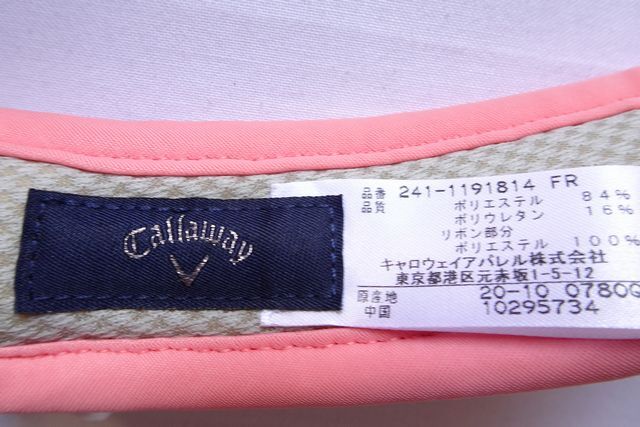 Callaway
品番 241-1191814 FR
品質 ポリエステル 84%
ポリウレタン 16%
リボン部分
ポリエステル 100%
キャロウェイアパレル株式会社
東京都港区元赤坂1-5-12
原産地 20-10 0780Q
中国 10295734